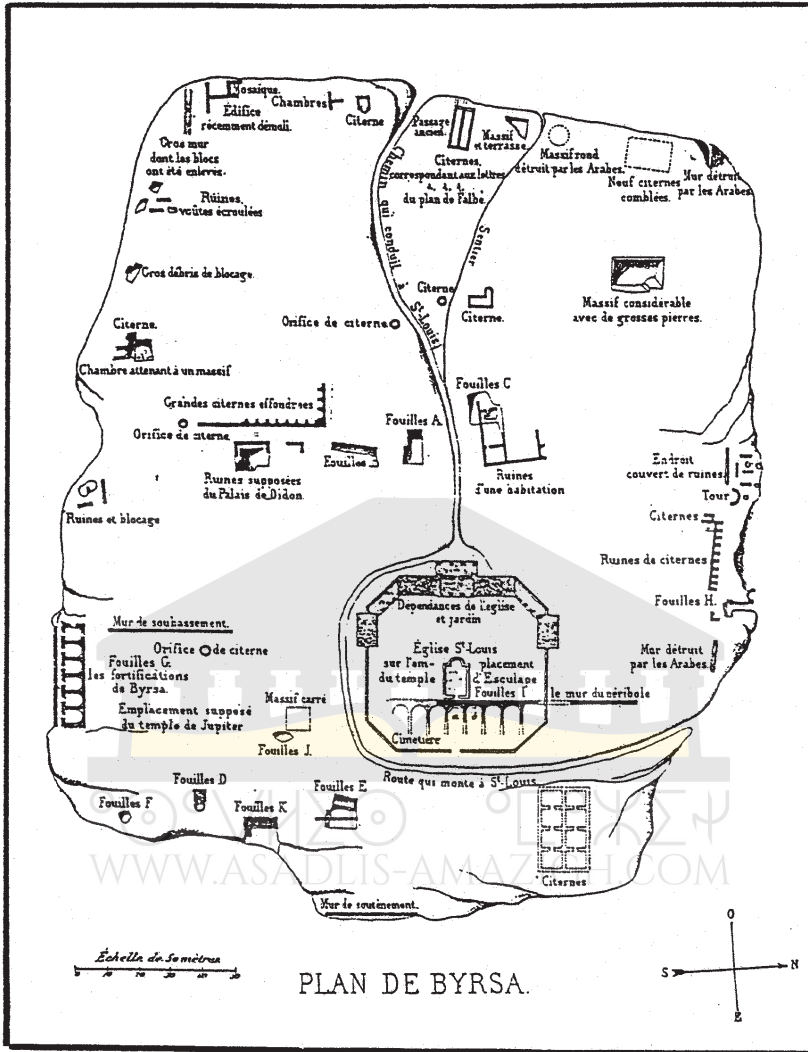 Mosaique.
Édifice
récemment démoli.
Chambres
Citerne
Gros mur
dont les blocs
ont été enlevés.
Passage
ancien.
Massif
et terrasse.
Citernes,
correspondant aux lettres
du plan de Falbe.
Massif rond
détruit par les Arabes.
Neuf citernes
comblées.
Mur détruit
par les Arabes.
Ruines,
voûtes écroulées
Chemin qui conduit à St-Louis
Sentier
Gros débris de blocage.
Citerne
Citerne.
Massif considérable
avec de grosses pierres.
Orifice de citerne
Citerne.
Chambre attenant à un massif
Grandes citernes effondrées
Orifice de citerne
Fouilles A.
Fouilles C
Ruines supposées
du Palais de Didon.
Ruines
d'une habitation
Endroit
couvert de ruines.
Tour
Ruines et blocage
Citernes
Ruines de citernes
Fouilles H.
Dépendances de l'église
et jardin
Mur de soubassement.
Orifice de citerne
Fouilles G.
les fortifications
de Byrsa.
Église St-Louis
sur l'em- placement
du temple d'Esculape
Mur détruit
par les Arabes.
Fouilles
le mur du péribole
Massif carré
Emplacement supposé
du temple de Jupiter
Fouilles J.
Cimetière
Route qui monte à St-Louis
Fouilles D
Fouilles E
Fouilles F
Fouilles K
ⵙ
WWW.ASADLIS-AMAZIGH.COM
Citernes
Mur de soutènement.
Échelle de 50 mètres
0 10 20 30 40 50
PLAN DE BYRSA.
O
S N
E